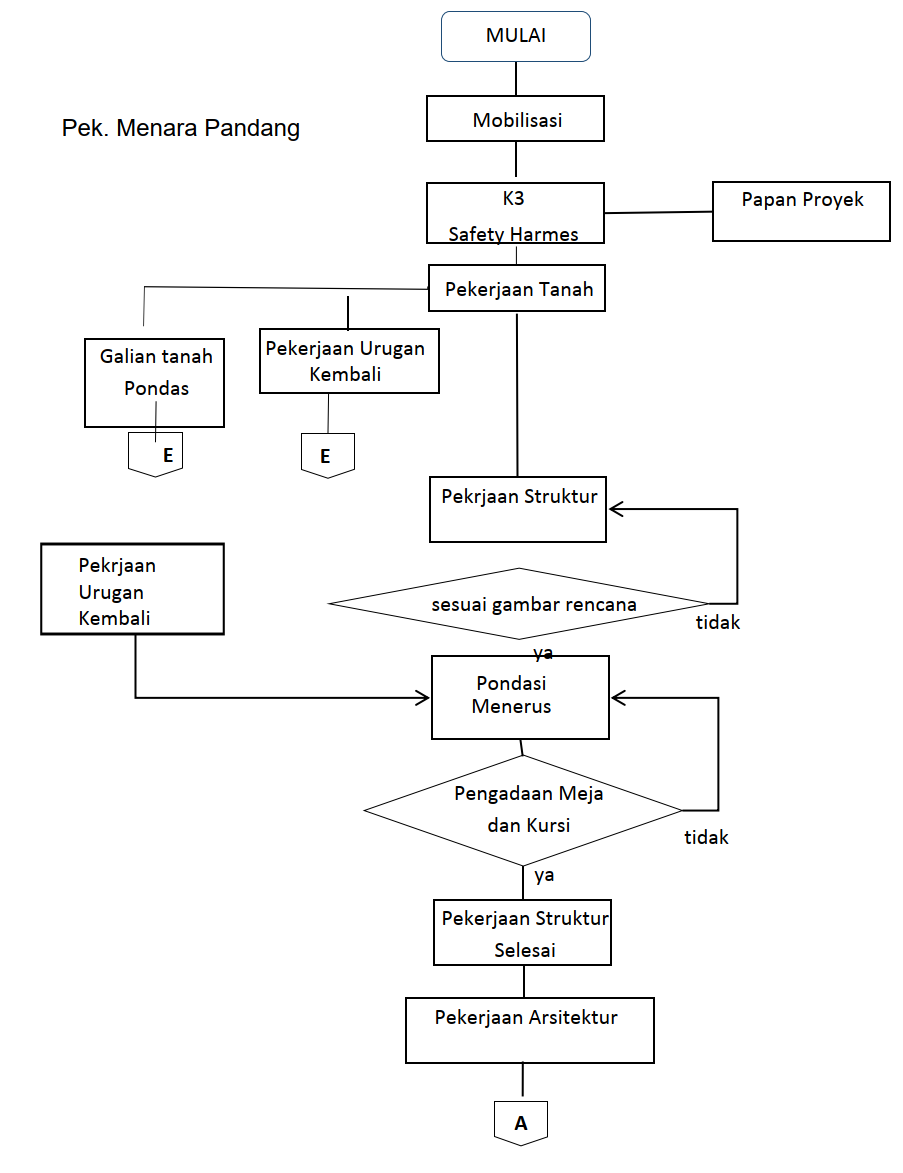 MULAI
Pek. Menara Pandang
Mobilisasi
K3
Safety Harmes
Papan Proyek
Pekerjaan Tanah
Galian tanah
Pondas
Pekerjaan Urugan
Kembali
E
E
Pekrjaan Struktur
Pekrjaan
Urugan
Kembali
sesuai gambar rencana
tidak
ya
Pondasi
Menerus
Pengadaan Meja
dan Kursi
tidak
ya
Pekerjaan Struktur
Selesai
Pekerjaan Arsitektur
A